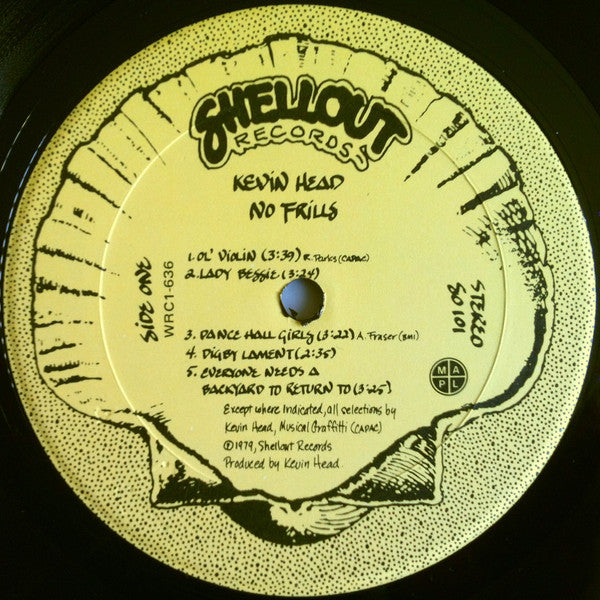 SHELLOUT
RECORDS
KEVIN HEAD
NO FRILLS
1. OL' VIOLIN (3:39) R. Parks (CAPAC)
2. LADY BESSIE (3:24)
SIDE ONE
WRC1-636
STEREO
SO 101
3. DANCE HALL GIRLS (3:22) A. Fraser (BMI)
4. DIGBY LAMENT (2:35)
5. EVERYONE NEEDS A
BACKYARD TO RETURN TO (3:25)
M A
P L
Except where indicated, all selections by
Kevin Head, Musical Graffitti (CAPAC)
Ⓟ1979, Shellout Records
Produced by Kevin Head.